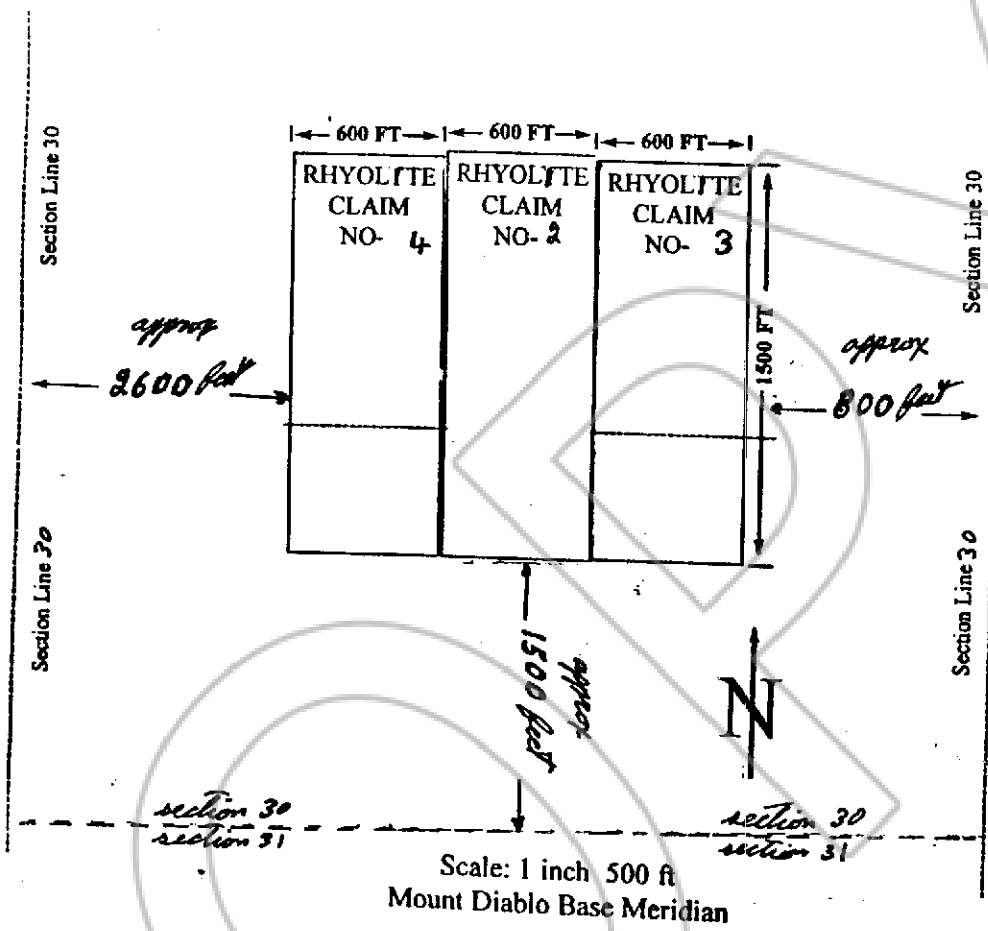 600 FT 600 FT 600 FT
RHYOLITE
CLAIM
NO- 4
RHYOLITE
CLAIM
NO- 2
RHYOLITE
CLAIM
NO- 3
Section Line 30
Section Line 30
approx
2600 feet
1500 FT
approx
800 feet
Section Line 30
Section Line 30
approx
1500 feet
N
section 30
section 31
section 30
section 31
Scale: 1 inch 500 ft
Mount Diablo Base Meridian